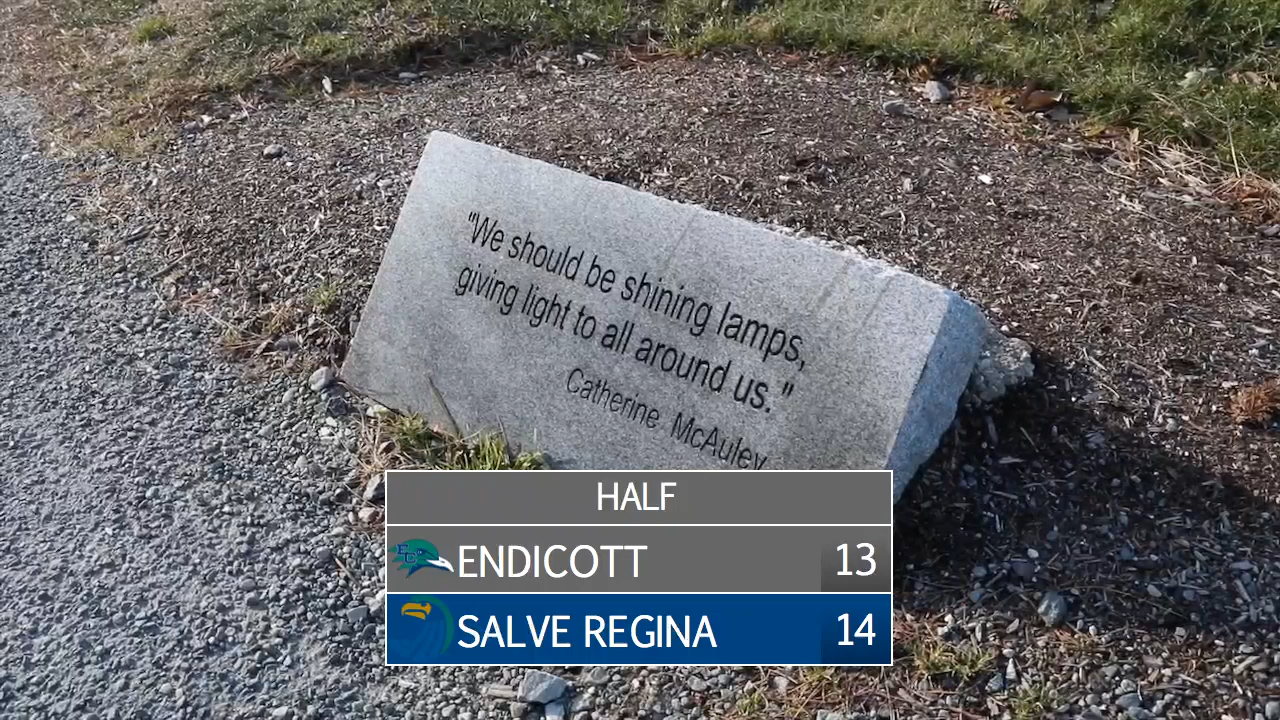 "We should be shining lamps,
giving light to all around us."
Catherine McAuley
HALF
EC
ENDICOTT 13
SALVE REGINA 14